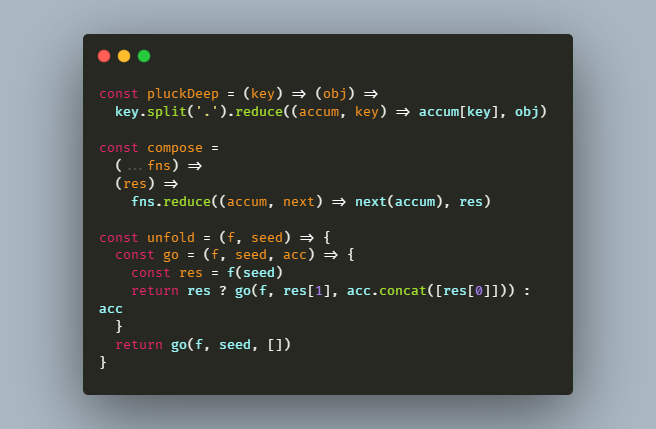 const pluckDeep = (key) => (obj) =>
  key.split('.').reduce((accum, key) => accum[key], obj)

const compose =
  (...fns) =>
  (res) =>
    fns.reduce((accum, next) => next(accum), res)

const unfold = (f, seed) => {
  const go = (f, seed, acc) => {
    const res = f(seed)
    return res ? go(f, res[1], acc.concat([res[0]])) :
acc
  }
  return go(f, seed, [])
}